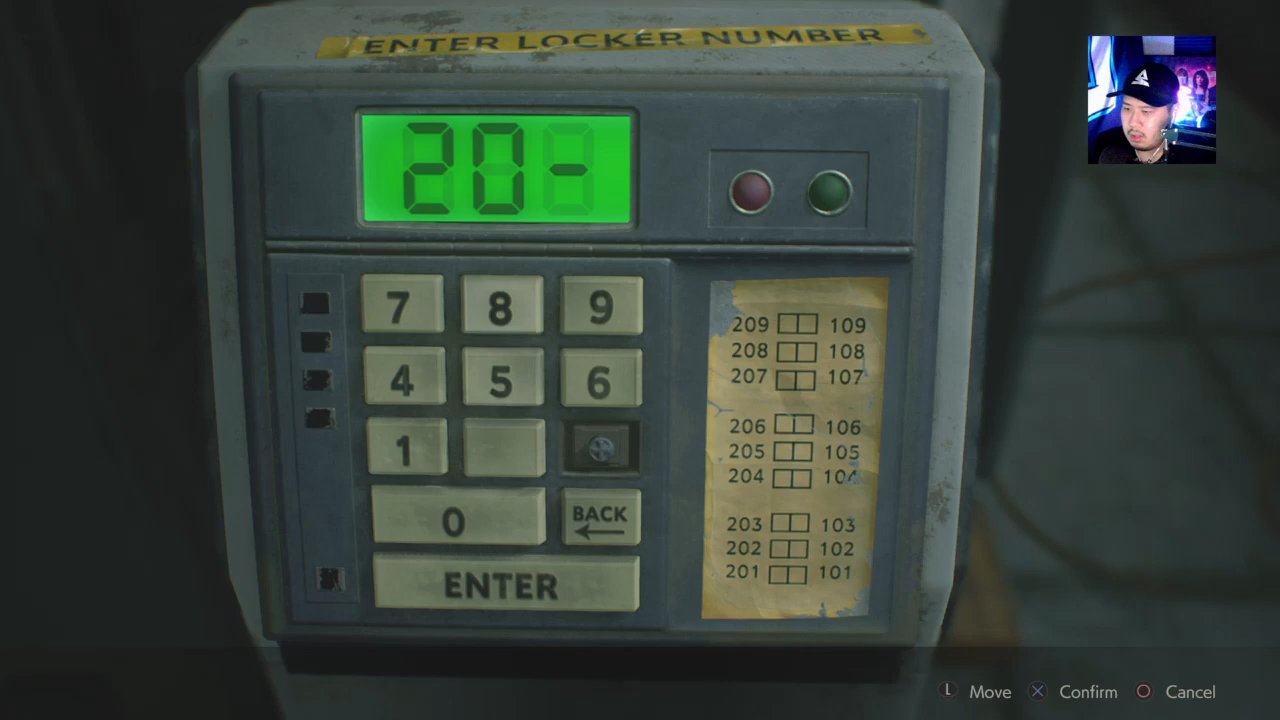 ENTER LOCKER NUMBER
20-
7 8 9
4 5 6
1
0 BACK
ENTER
209 109
208 108
207 107
206 106
205 105
204 104
203 103
202 102
201 101
L Move X Confirm O Cancel